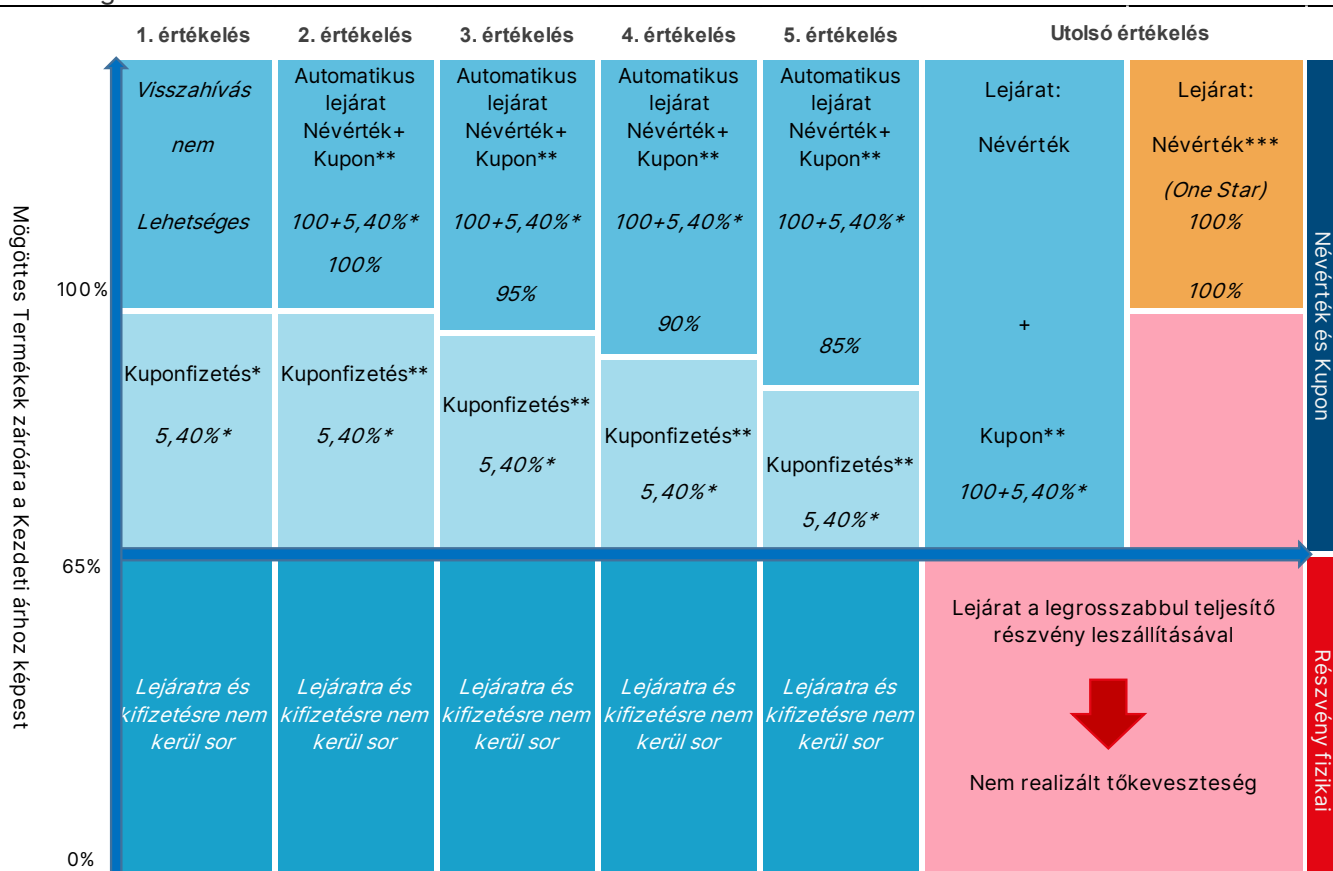 1. értékelés
2. értékelés
3. értékelés
4. értékelés
5. értékelés
Utolsó értékelés
Mögöttes Termékek záróára a Kezdeti árhoz képest
100%
65%
0%
Visszahívás
nem
Lehetséges
Kuponfizetés*
5,40%*
Lejáratra és
kifizetésre nem
kerül sor
Automatikus
lejárat
Névérték+
Kupon**
100+5,40%*
100%
Kuponfizetés**
5,40%*
Lejáratra és
kifizetésre nem
kerül sor
Automatikus
lejárat
Névérték+
Kupon**
100+5,40%*
95%
Kuponfizetés**
5,40%*
Lejáratra és
kifizetésre nem
kerül sor
Automatikus
lejárat
Névérték+
Kupon**
100+5,40%*
90%
Kuponfizetés**
5,40%*
Lejáratra és
kifizetésre nem
kerül sor
Automatikus
lejárat
Névérték+
Kupon**
100+5,40%*
85%
Kuponfizetés**
5,40%*
Lejáratra és
kifizetésre nem
kerül sor
Lejárat:
Névérték
+
Kupon**
100+5,40%*
Lejárat:
Névérték***
(One Star)
100%
100%
Lejárat a legrosszabbul teljesítő
részvény leszállításával
Nem realizált tőkeveszteség
Névérték és Kupon
Részvény fizikai